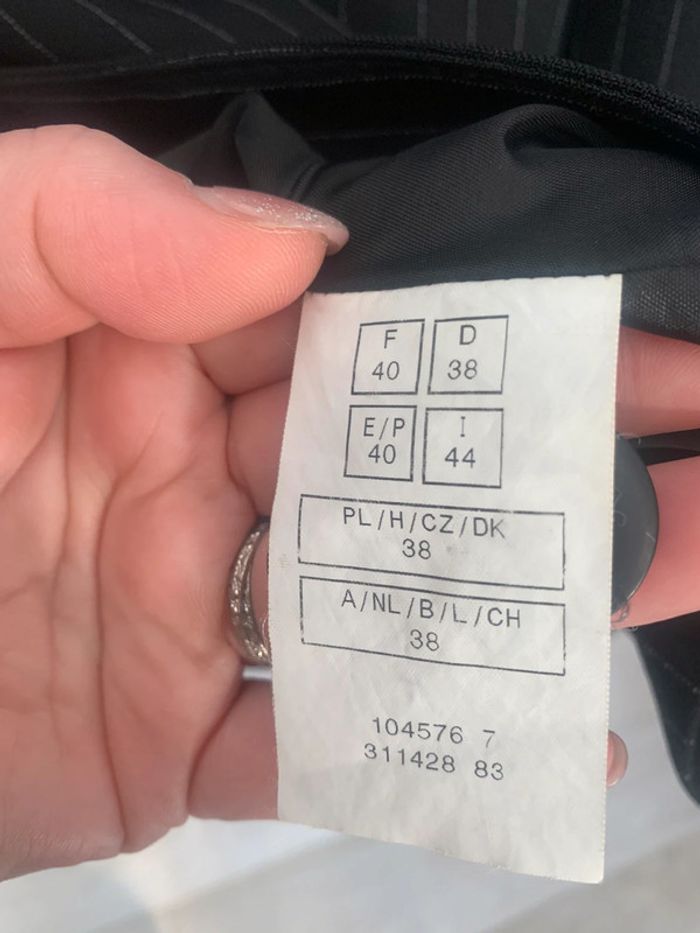 F D
40 38
E/P I
40 44
PL/H/CZ/DK
38
A/NL/B/L/CH
38
104576 7
311428 83